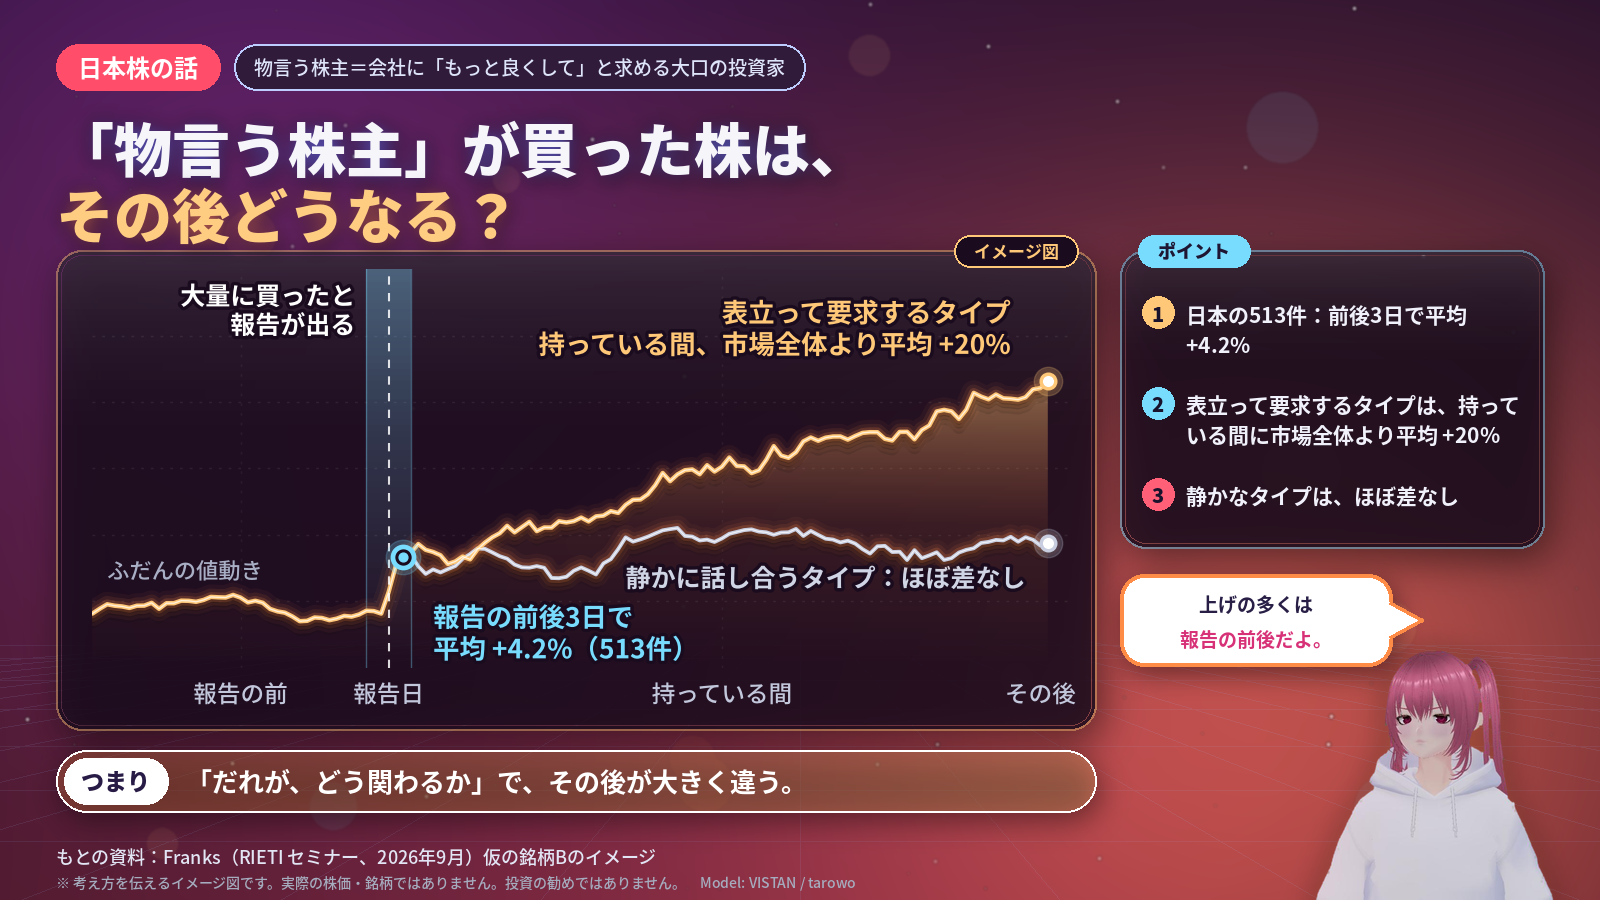 日本株の話
物言う株主＝会社に「もっと良くして」と求める大口の投資家
「物言う株主」が買った株は、
その後どうなる？
イメージ図
大量に買ったと
報告が出る
表立って要求するタイプ
持っている間、市場全体より平均 +20%
ふだんの値動き
静かに話し合うタイプ：ほぼ差なし
報告の前後3日で
平均 +4.2%（513件）
報告の前
報告日
持っている間
その後
ポイント
1 日本の513件：前後3日で平均
+4.2%
2 表立って要求するタイプは、持って
いる間に市場全体より平均 +20%
3 静かなタイプは、ほぼ差なし
上げの多くは
報告の前後だよ。
つまり 「だれが、どう関わるか」で、その後が大きく違う。
もとの資料：Franks（RIETI セミナー、2026年9月）仮の銘柄Bのイメージ
※ 考え方を伝えるイメージ図です。実際の株価・銘柄ではありません。投資の勧めではありません。 Model: VISTAN / tarowo